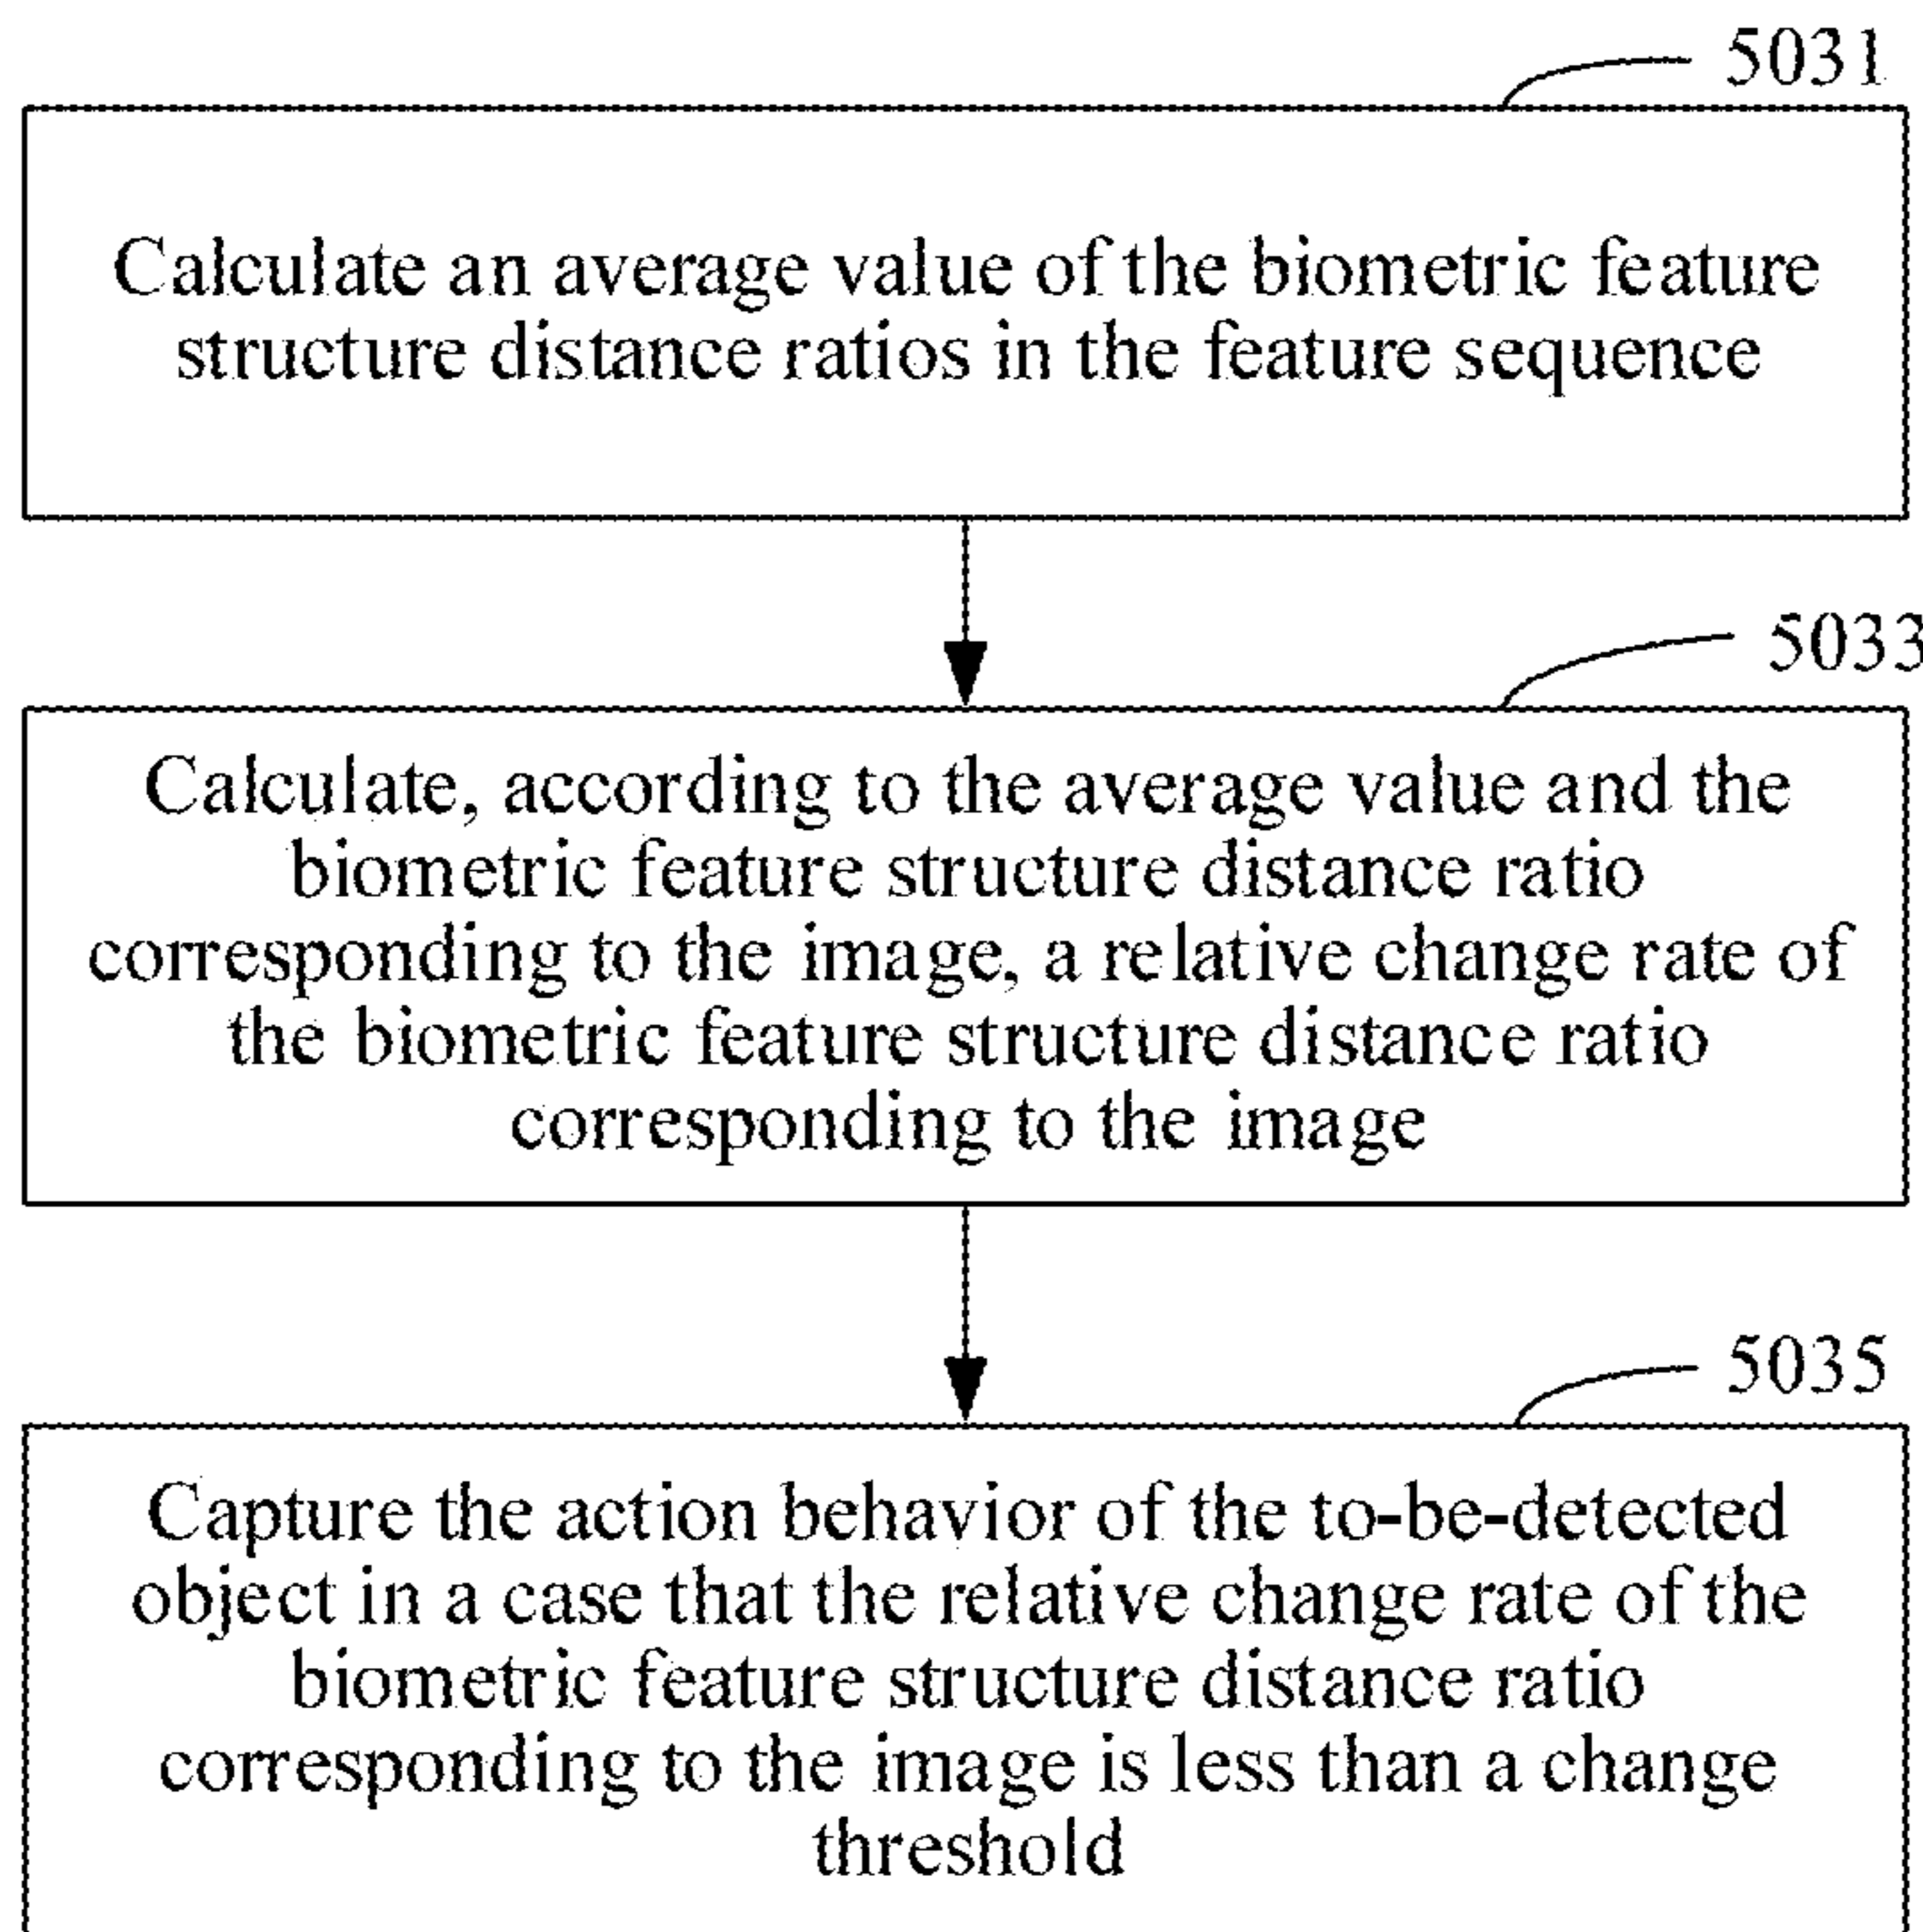 5031
Calculate an average value of the biometric feature
structure distance ratios in the feature sequence
5033
Calculate, according to the average value and the
biometric feature structure distance ratio
corresponding to the image, a relative change rate of
the biometric feature structure distance ratio
corresponding to the image
5035
Capture the action behavior of the to-be-detected
object in a case that the relative change rate of the
biometric feature structure distance ratio
corresponding to the image is less than a change
threshold